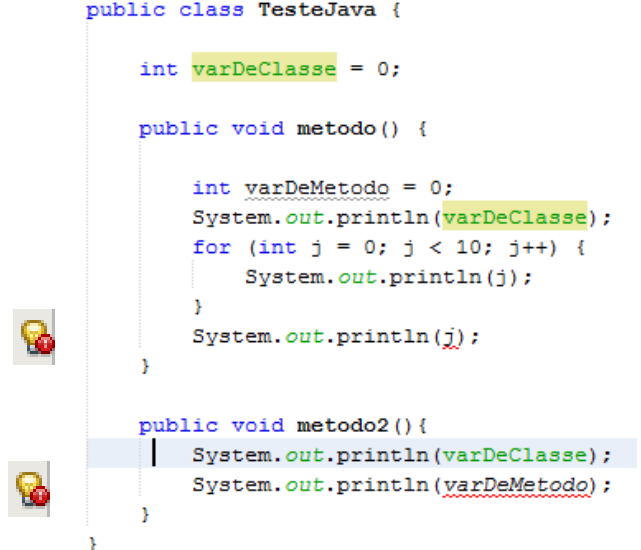 public class TesteJava {
int varDeClasse = 0;
public void metodo() {
int varDeMetodo = 0;
System.out.println(varDeClasse);
for (int j = 0; j < 10; j++) {
System.out.println(j);
}
System.out.println(j);
}
public void metodo2(){
System.out.println(varDeClasse);
System.out.println(varDeMetodo);
}
}